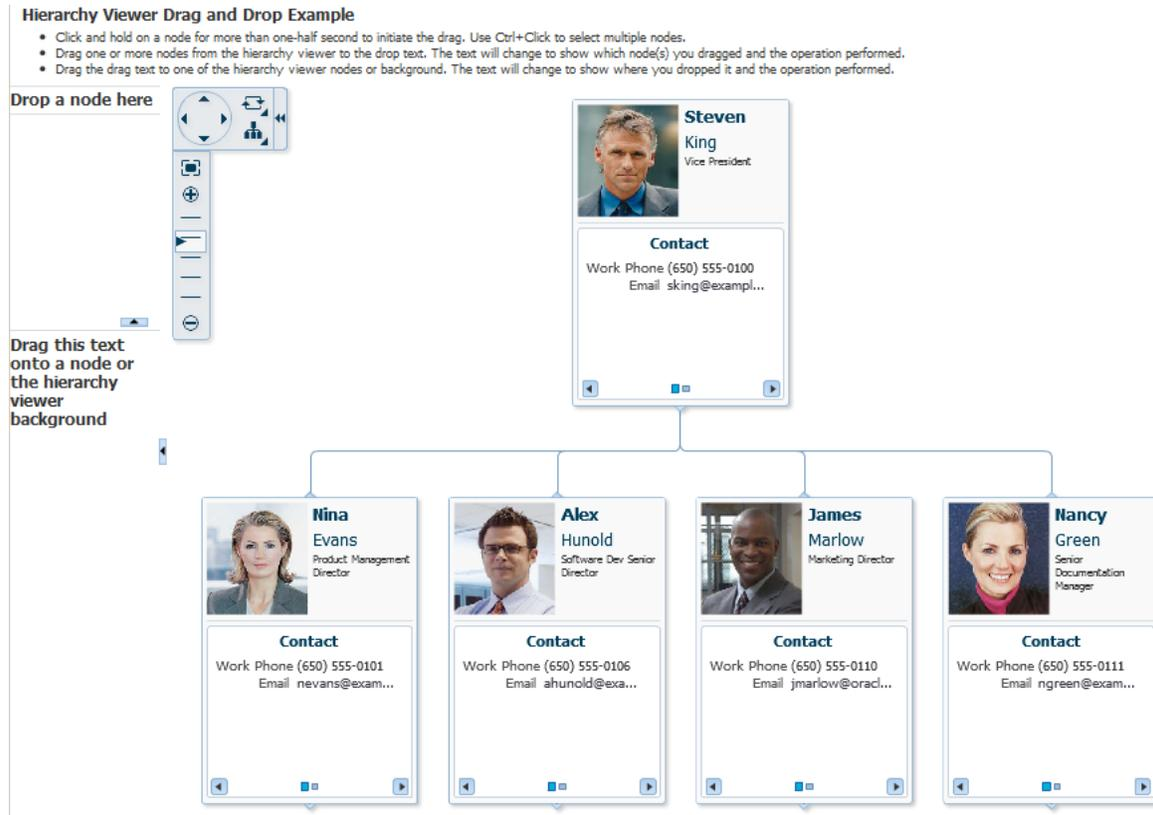 Hierarchy Viewer Drag and Drop Example
• Click and hold on a node for more than one-half second to initiate the drag. Use Ctrl+Click to select multiple nodes.
• Drag one or more nodes from the hierarchy viewer to the drop text. The text will change to show which node(s) you dragged and the operation performed.
• Drag the drag text to one of the hierarchy viewer nodes or background. The text will change to show where you dropped it and the operation performed.
Drop a node here
Drag this text
onto a node or
the hierarchy
viewer
background
Steven
King
Vice President
Contact
Work Phone (650) 555-0100
Email sking@exampl...
Nina
Evans
Product Management
Director
Contact
Work Phone (650) 555-0101
Email nevans@exam...
Alex
Hunold
Software Dev Senior
Director
Contact
Work Phone (650) 555-0106
Email ahunold@exa...
James
Marlow
Marketing Director
Contact
Work Phone (650) 555-0110
Email jmarlow@oracl...
Nancy
Green
Senior
Documentation
Manager
Contact
Work Phone (650) 555-0111
Email ngreen@exam...